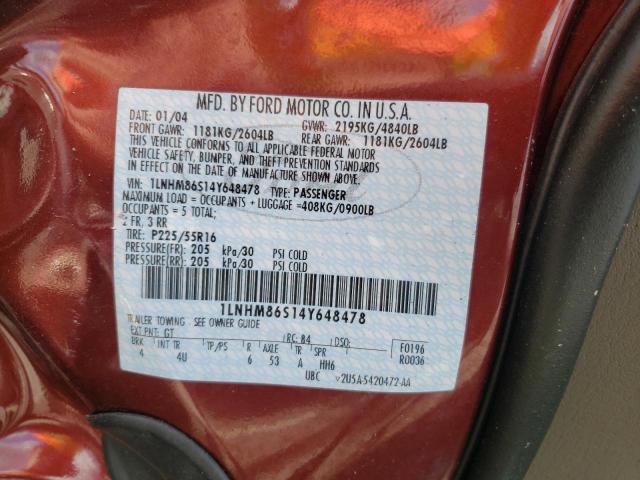 MFD. BY FORD MOTOR CO. IN U.S.A.
DATE: 01/04 GVWR: 2195KG/4840LB
FRONT GAWR: 1181KG/2604LB REAR GAWR: 1181KG/2604LB
THIS VEHICLE CONFORMS TO ALL APPLICABLE FEDERAL MOTOR
VEHICLE SAFETY, BUMPER, AND THEFT PREVENTION STANDARDS
IN EFFECT ON THE DATE OF MANUFACTURE SHOWN ABOVE.
VIN: 1LNHM86S14Y648478 TYPE: PASSENGER
MAXIMUM LOAD = OCCUPANTS + LUGGAGE =408KG/0900LB
OCCUPANTS = 5 TOTAL;
2 FR, 3 RR
TIRE: P225/55R16
PRESSURE(FR): 205 kPa/30 PSI COLD
PRESSURE(RR): 205 kPa/30 PSI COLD
1LNHM86S14Y648478
TRAILER TOWING - SEE OWNER GUIDE
EXT PNT: GT RC: 84 DSO: F0196
BRK INT TR TP/PS R AXLE TR SPR R0036
4 4U 6 53 A HH6
UBC v2U5A-5420472-AA